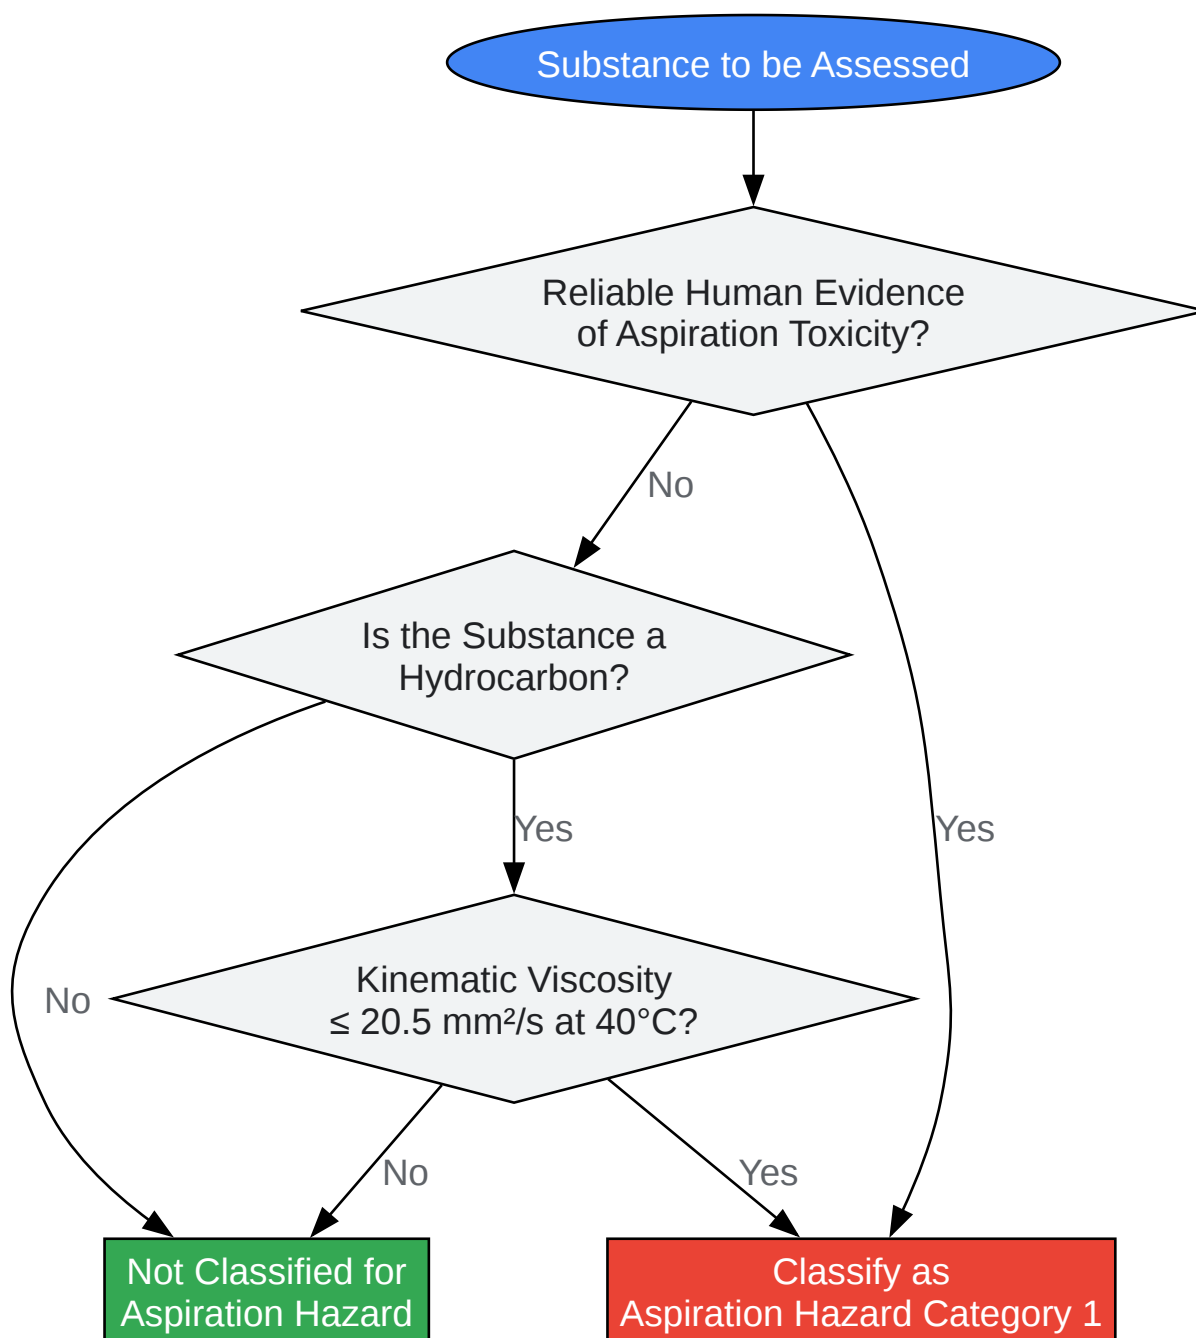 Substance to be Assessed
Reliable Human Evidence
of Aspiration Toxicity?
No
Is the Substance a
Hydrocarbon?
Yes
Yes
Kinematic Viscosity
≤ 20.5 mm²/s at 40°C?
No
No
Yes
Not Classified for
Aspiration Hazard
Classify as
Aspiration Hazard Category 1